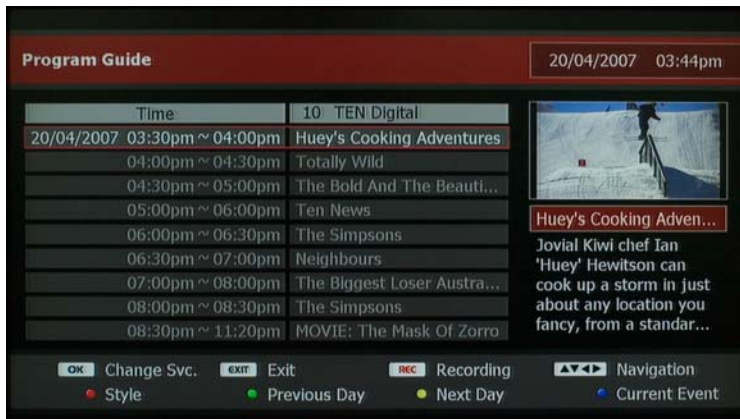 Program Guide
20/04/2007 03:44pm
Time 10 TEN Digital
20/04/2007 03:30pm ~ 04:00pm Huey's Cooking Adventures
04:00pm ~ 04:30pm Totally Wild
04:30pm ~ 05:00pm The Bold And The Beauti...
05:00pm ~ 06:00pm Ten News
06:00pm ~ 06:30pm The Simpsons
06:30pm ~ 07:00pm Neighbours
07:00pm ~ 08:00pm The Biggest Loser Austra...
08:00pm ~ 08:30pm The Simpsons
08:30pm ~ 11:20pm MOVIE: The Mask Of Zorro
Huey's Cooking Adven...
Jovial Kiwi chef Ian
'Huey' Hewitson can
cook up a storm in just
about any location you
fancy, from a standar...
OK Change Svc. EXIT Exit REC Recording ▲▼◀▶ Navigation
Style Previous Day Next Day Current Event